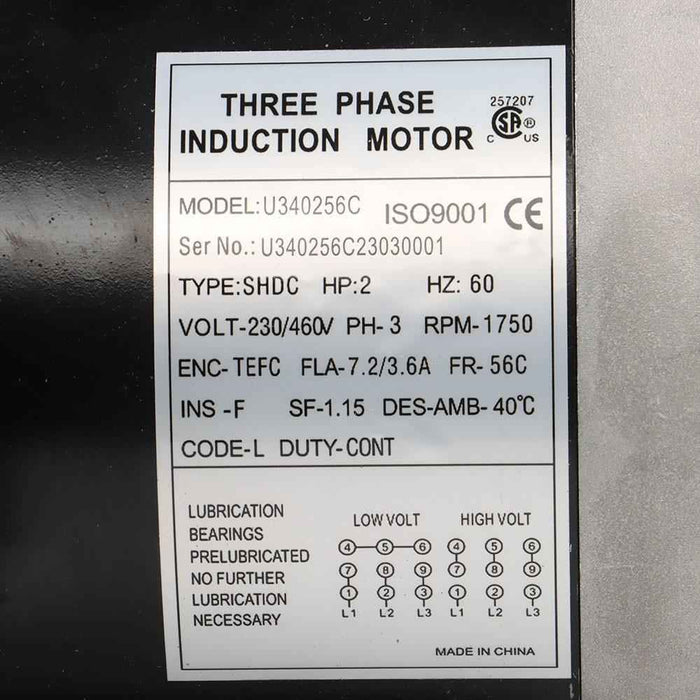 THREE PHASE
INDUCTION MOTOR
257207
SA ®
C US
MODEL:U340256C ISO9001 CE
Ser No.: U340256C23030001
TYPE:SHDC HP:2 HZ: 60
VOLT-230/460V PH-3 RPM-1750
ENC-TEFC FLA-7.2/3.6A FR-56C
INS -F SF-1.15 DES-AMB-40℃
CODE-L DUTY-CONT
LUBRICATION
BEARINGS
PRELUBRICATED
NO FURTHER
LUBRICATION
NECESSARY
LOW VOLT HIGH VOLT
4 5 6 4 5 6
7 8 9 7 8 9
1 2 3 1 2 3
L1 L2 L3 L1 L2 L3
MADE IN CHINA